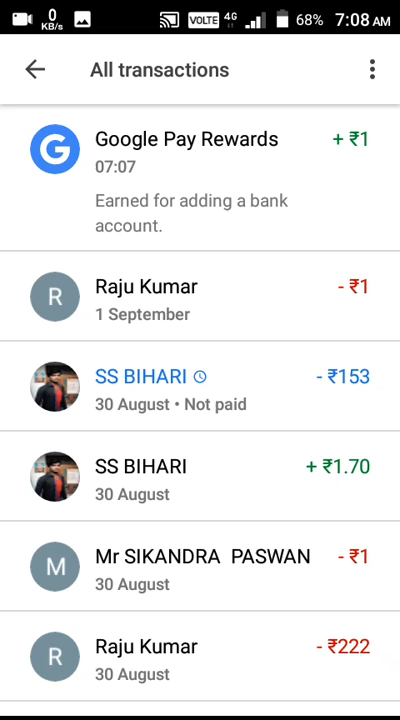 0 KB/s VOLTE 4G 68% 7:08 AM
All transactions
G Google Pay Rewards + ₹1
07:07
Earned for adding a bank
account.
R Raju Kumar - ₹1
1 September
SS BIHARI - ₹153
30 August • Not paid
SS BIHARI + ₹1.70
30 August
M Mr SIKANDRA PASWAN - ₹1
30 August
R Raju Kumar - ₹222
30 August